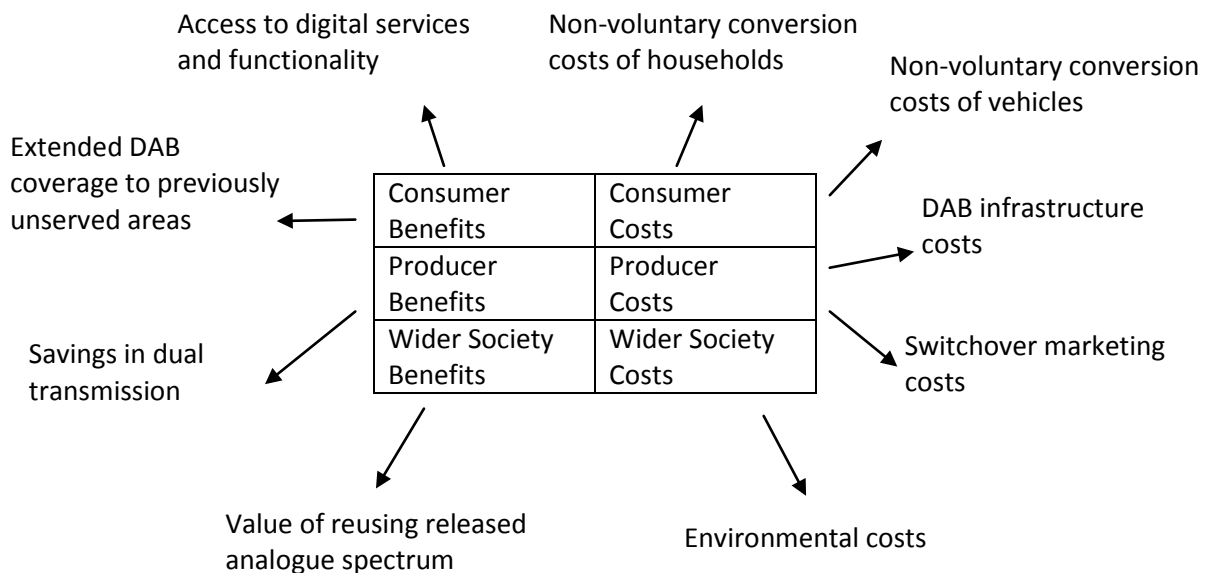 Access to digital services
and functionality
Non-voluntary conversion
costs of households
Non-voluntary conversion
costs of vehicles
Extended DAB
coverage to previously
unserved areas
Consumer
Benefits
Consumer
Costs
DAB infrastructure
costs
Producer
Benefits
Producer
Costs
Savings in dual
transmission
Wider Society
Benefits
Wider Society
Costs
Switchover marketing
costs
Value of reusing released
analogue spectrum
Environmental costs